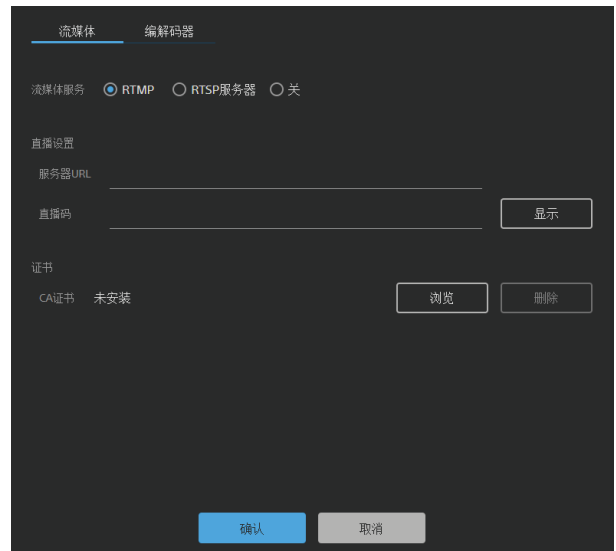 流媒体 编解码器
流媒体服务 RTMP RTSP服务器 关
直播设置
服务器URL
直播码 显示
证书
CA证书 未安装 浏览 删除
确认 取消